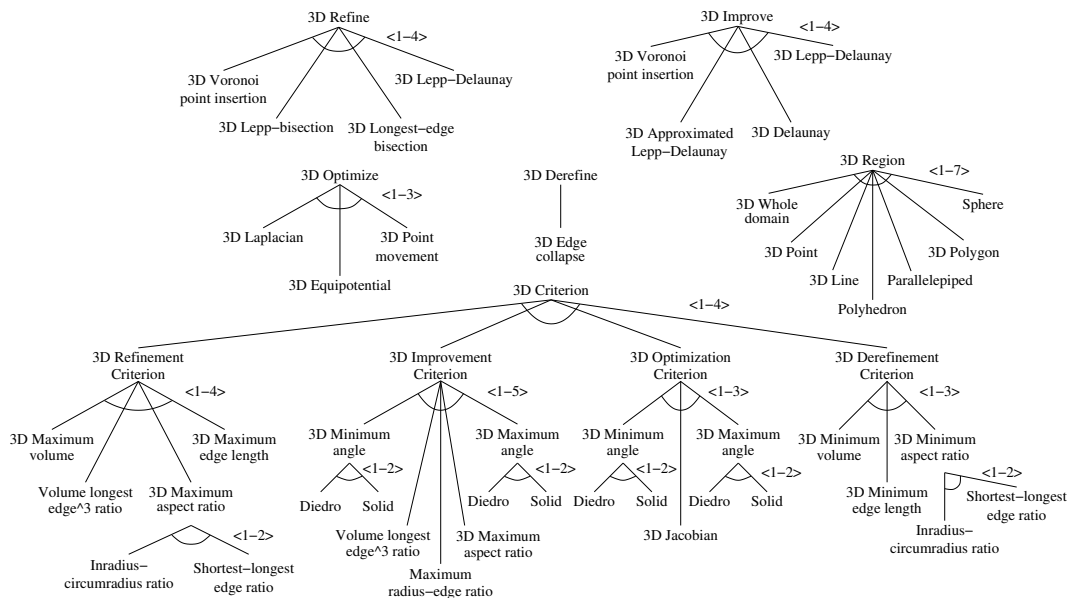 3D Refine
<1−4>
3D Voronoi
point insertion
3D Lepp−Delaunay
3D Lepp−bisection
3D Longest−edge
bisection
3D Improve
<1−4>
3D Voronoi
point insertion
3D Lepp−Delaunay
3D Approximated
Lepp−Delaunay
3D Delaunay
3D Optimize
<1−3>
3D Laplacian
3D Point
movement
3D Equipotential
3D Derefine
3D Edge
collapse
3D Region
<1−7>
3D Whole
domain
Sphere
3D Point
3D Polygon
3D Line
Parallelepiped
Polyhedron
3D Criterion
<1−4>
3D Refinement
Criterion
<1−4>
3D Maximum
volume
3D Maximum
edge length
Volume longest
edge^3 ratio
3D Maximum
aspect ratio
<1−2>
Inradius−
circumradius ratio
Shortest−longest
edge ratio
3D Improvement
Criterion
<1−5>
3D Minimum
angle
<1−2>
Diedro
Solid
3D Maximum
angle
<1−2>
Diedro
Solid
Volume longest
edge^3 ratio
3D Maximum
aspect ratio
Maximum
radius−edge ratio
3D Optimization
Criterion
<1−3>
3D Minimum
angle
<1−2>
Diedro
Solid
3D Maximum
angle
<1−2>
Diedro
Solid
3D Jacobian
3D Derefinement
Criterion
<1−3>
3D Minimum
volume
3D Minimum
aspect ratio
3D Minimum
edge length
<1−2>
Shortest−longest
edge ratio
Inradius−
circumradius ratio